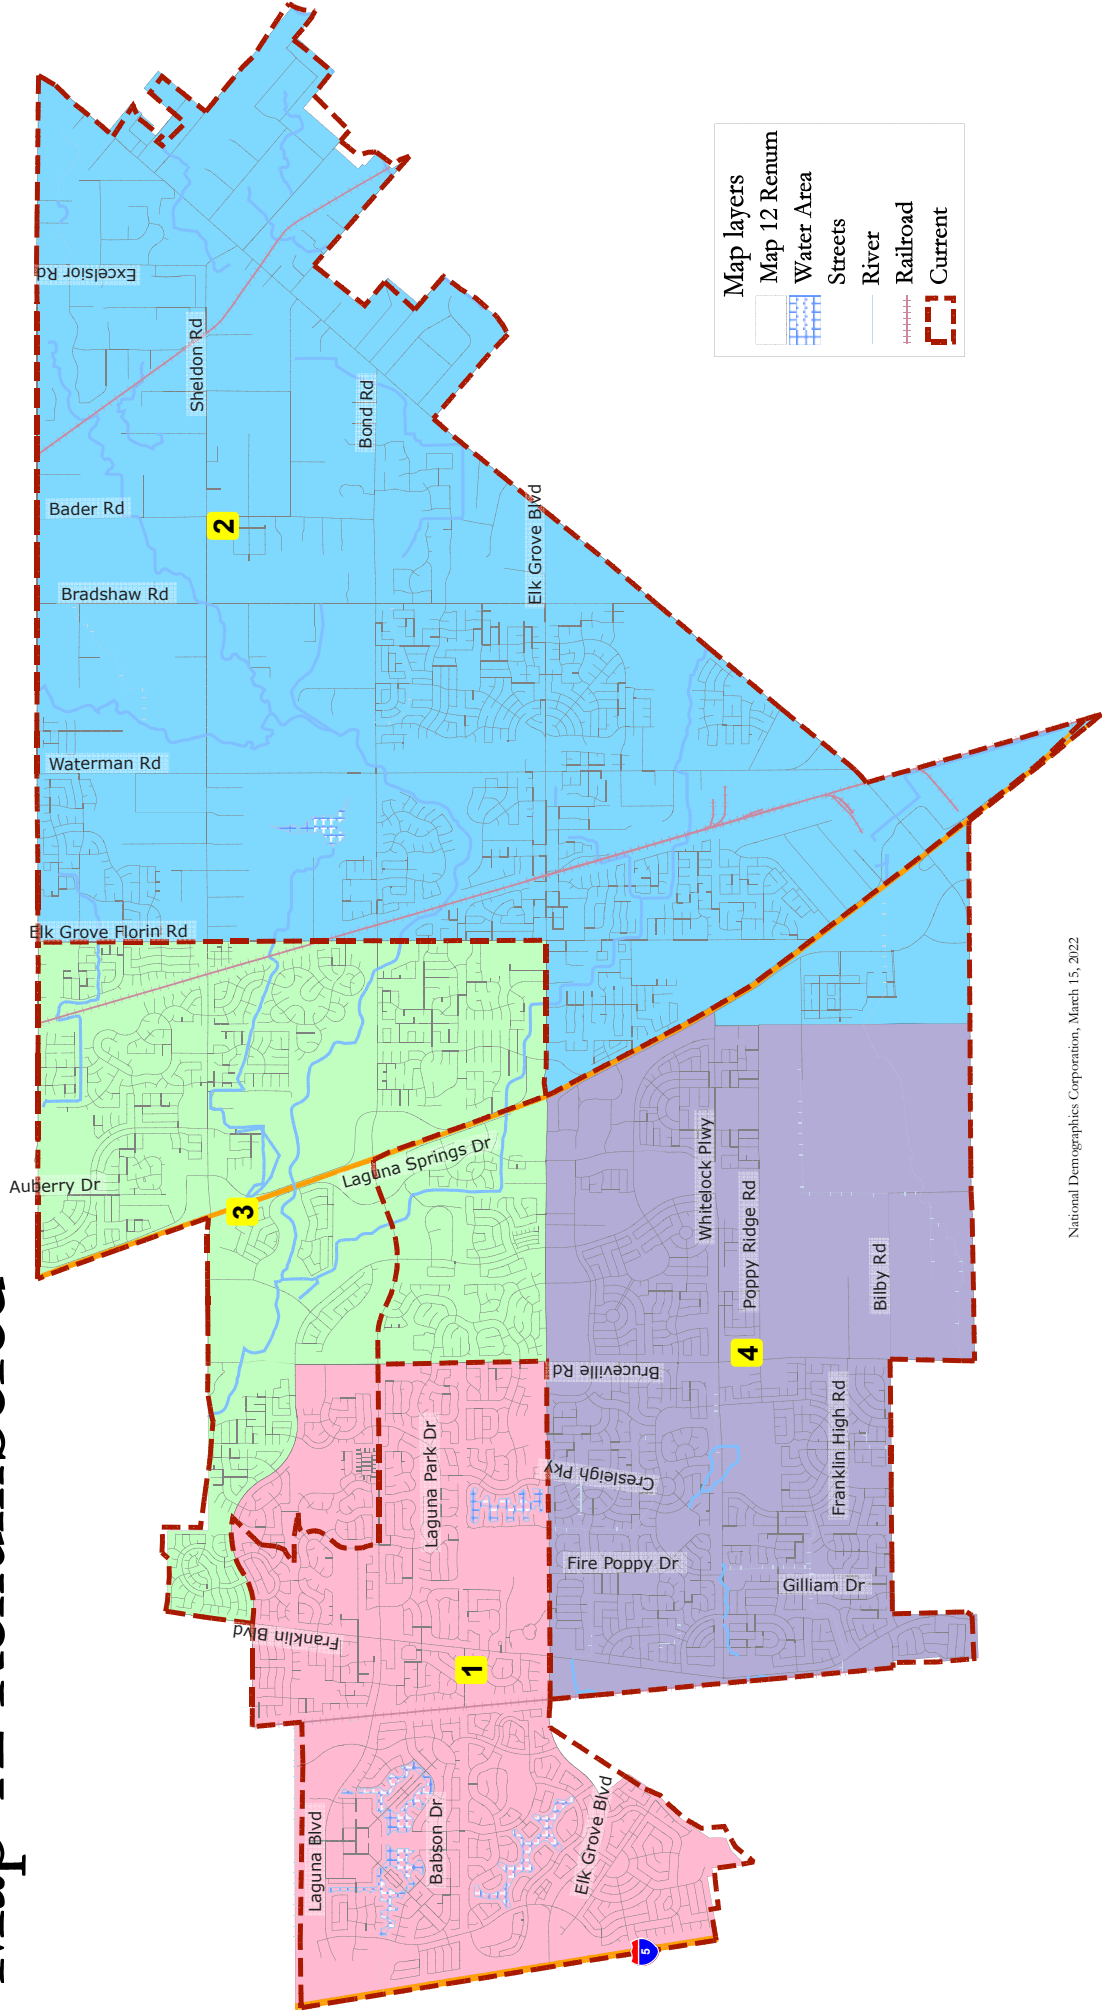 Map 12 Renumbered
Excelsior Rd
Sheldon Rd
Bond Rd
Bader Rd
2
Elk Grove Blvd
Bradshaw Rd
Waterman Rd
Elk Grove Florin Rd
Auberry Dr
3
Laguna Springs Dr
Whitelock Plwy
Poppy Ridge Rd
Bilby Rd
4
Bruceville Rd
Laguna Park Dr
Cresleigh Pky
Franklin High Rd
Fire Poppy Dr
Gilliam Dr
Franklin Blvd
1
Laguna Blvd
Babson Dr
Elk Grove Blvd
5
Map layers
Map 12 Renum
Water Area
Streets
River
Railroad
Current
National Demographics Corporation, March 15, 2022